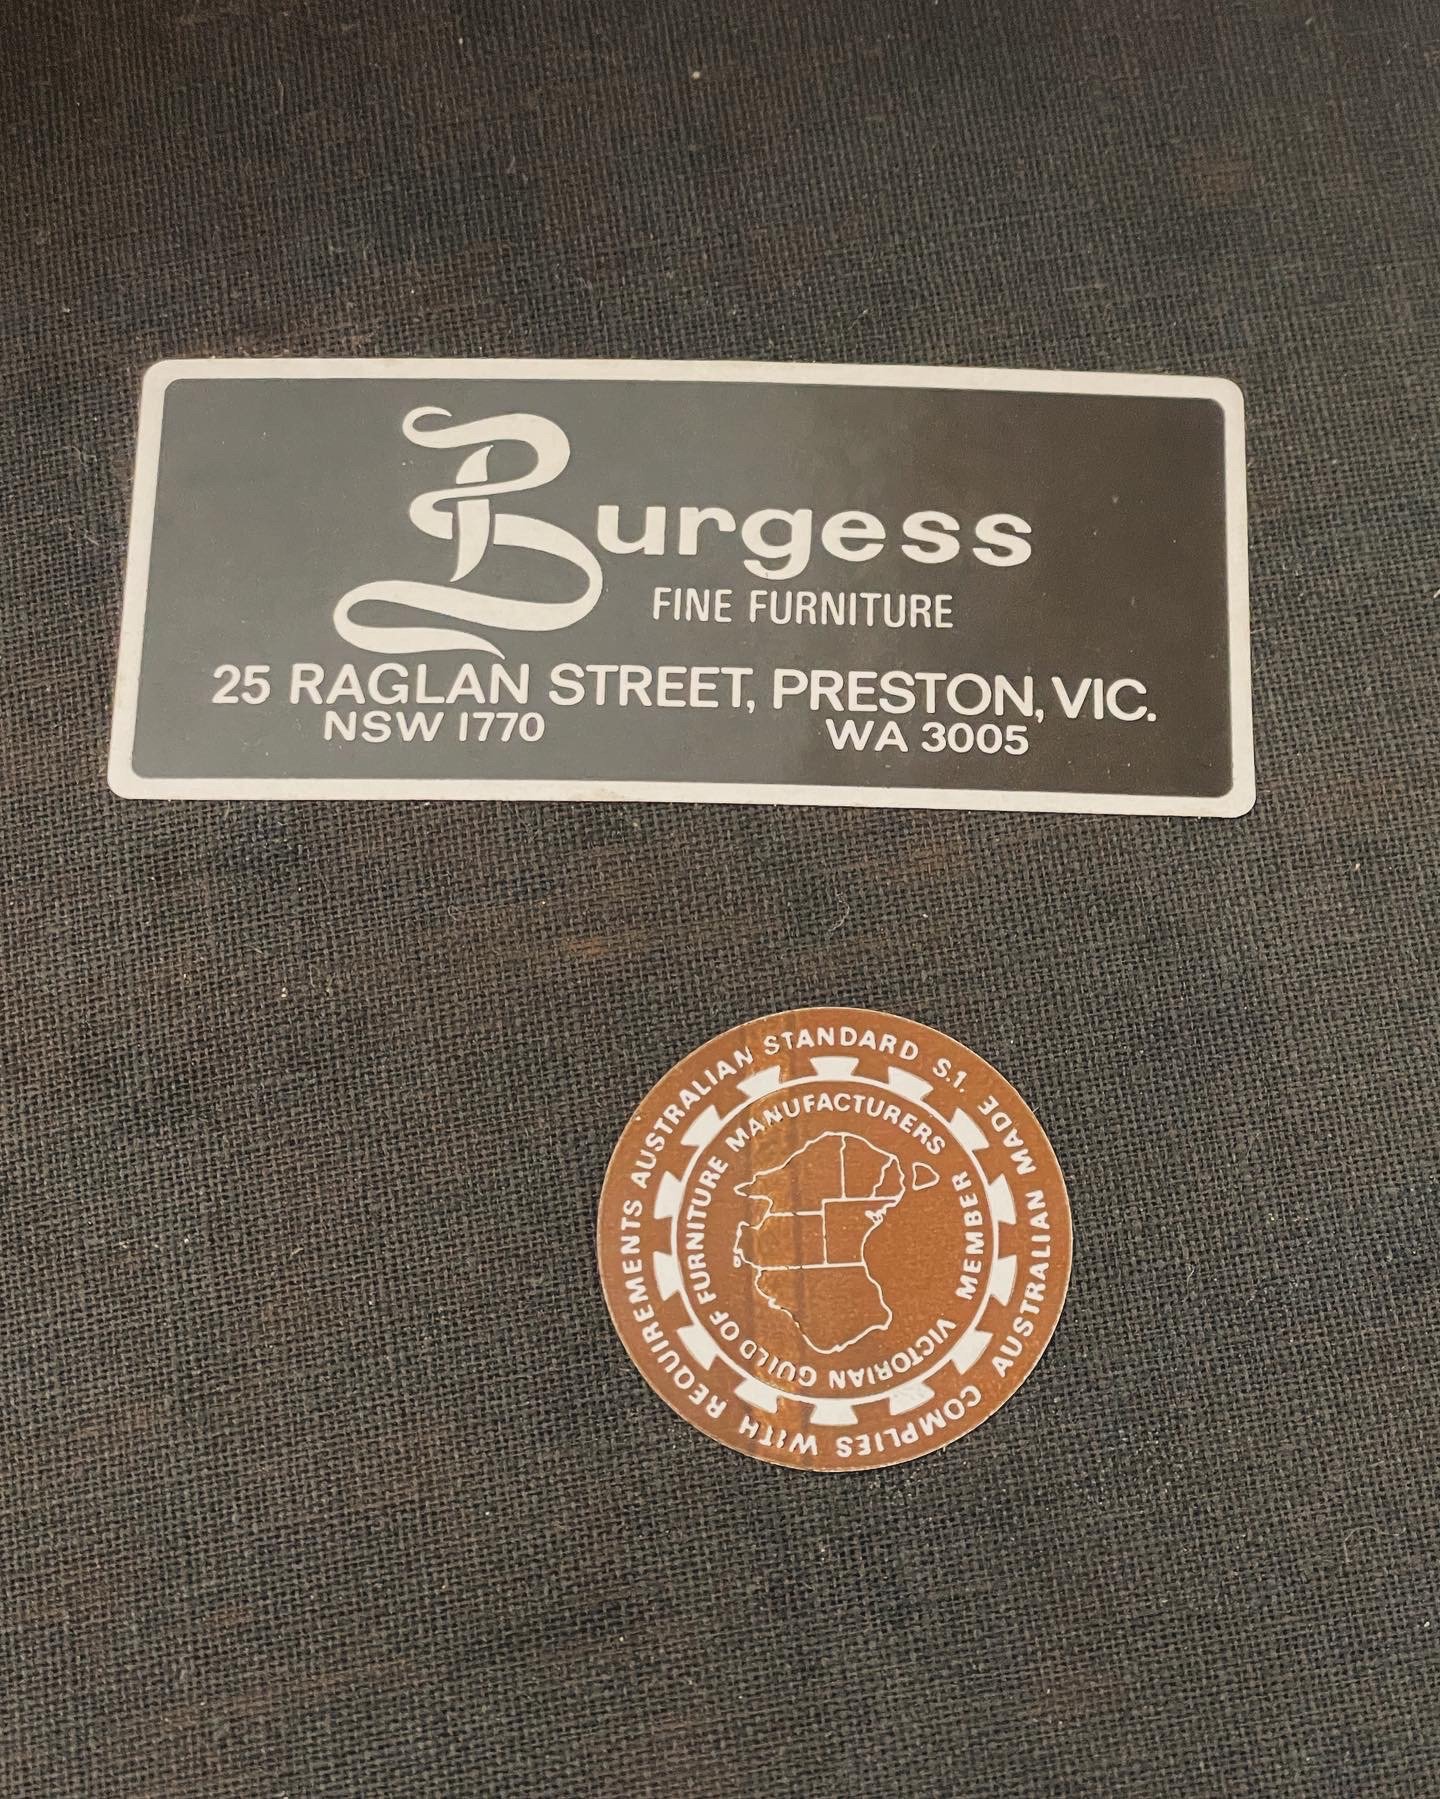 Burgess
FINE FURNITURE
25 RAGLAN STREET, PRESTON, VIC.
NSW 1770 WA 3005
COMPLIES WITH REQUIREMENTS AUSTRALIAN STANDARD S.1.
AUSTRALIAN MADE
VICTORIAN GUILD OF FURNITURE MANUFACTURERS
MEMBER